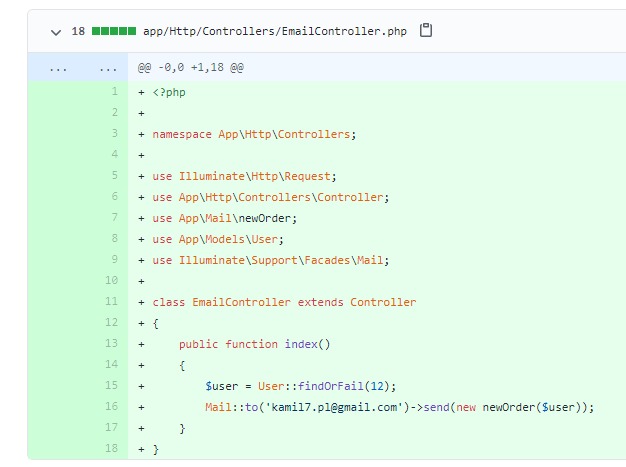 18 app/Http/Controllers/EmailController.php
... ... @@ -0,0 +1,18 @@
1 + <?php
2 +
3 + namespace App\Http\Controllers;
4 +
5 + use Illuminate\Http\Request;
6 + use App\Http\Controllers\Controller;
7 + use App\Mail\newOrder;
8 + use App\Models\User;
9 + use Illuminate\Support\Facades\Mail;
10 +
11 + class EmailController extends Controller
12 + {
13 + public function index()
14 + {
15 + $user = User::findOrFail(12);
16 + Mail::to('kamil7.pl@gmail.com')->send(new newOrder($user));
17 + }
18 + }